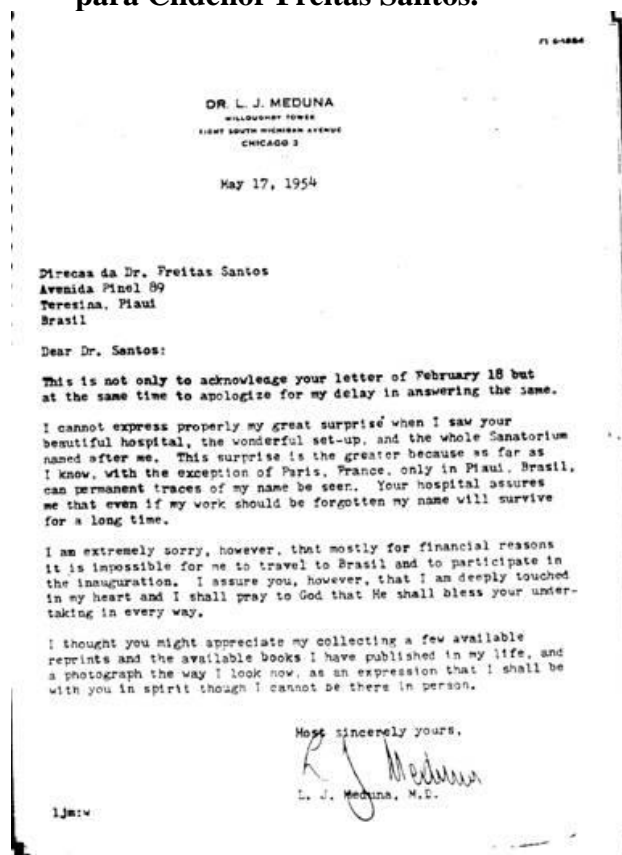 para Clidenor Freitas Santos.
DR. L. J. MEDUNA
WILLOUGHBY TOWER
EIGHT SOUTH MICHIGAN AVENUE
CHICAGO 3
May 17, 1954
Direcaa da Dr. Freitas Santos
Avenida Pinel 89
Teresina, Piaui
Brasil
Dear Dr. Santos:
This is not only to acknowledge your letter of February 18 but
at the same time to apologize for my delay in answering the same.
I cannot express properly my great surprise when I saw your
beautiful hospital, the wonderful set-up, and the whole Sanatorium
named after me. This surprise is the greater because as far as
I know, with the exception of Paris, France, only in Piaui, Brasil,
can permanent traces of my name be seen. Your hospital assures
me that even if my work should be forgotten my name will survive
for a long time.
I am extremely sorry, however, that mostly for financial reasons
it is impossible for me to travel to Brasil and to participate in
the inauguration. I assure you, however, that I am deeply touched
in my heart and I shall pray to God that He shall bless your under-
taking in every way.
I thought you might appreciate my collecting a few available
reprints and the available books I have published in my life, and
a photograph the way I look now, as an expression that I shall be
with you in spirit though I cannot be there in person.
Most sincerely yours,
L J Meduna
L. J. Meduna, M.D.
ljm:w